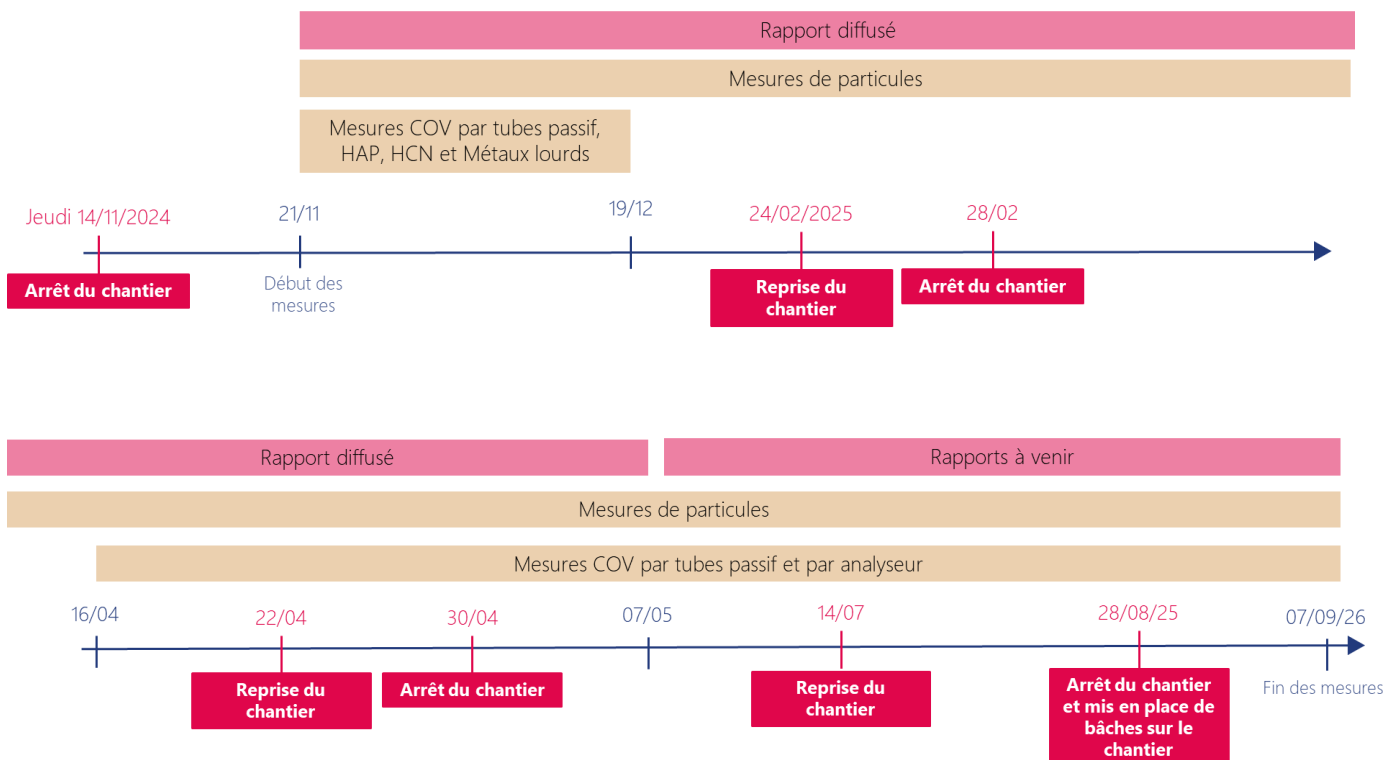 Rapport diffusé
Mesures de particules
Mesures COV par tubes passif,
HAP, HCN et Métaux lourds
Jeudi 14/11/2024
21/11
19/12
24/02/2025
28/02
Arrêt du chantier
Début des
mesures
Reprise du
chantier
Arrêt du chantier
Rapport diffusé
Rapports à venir
Mesures de particules
Mesures COV par tubes passif et par analyseur
16/04
22/04
30/04
07/05
14/07
28/08/25
07/09/26
Reprise du
chantier
Arrêt du chantier
Reprise du
chantier
Arrêt du chantier
et mis en place de
bâches sur le
chantier
Fin des mesures